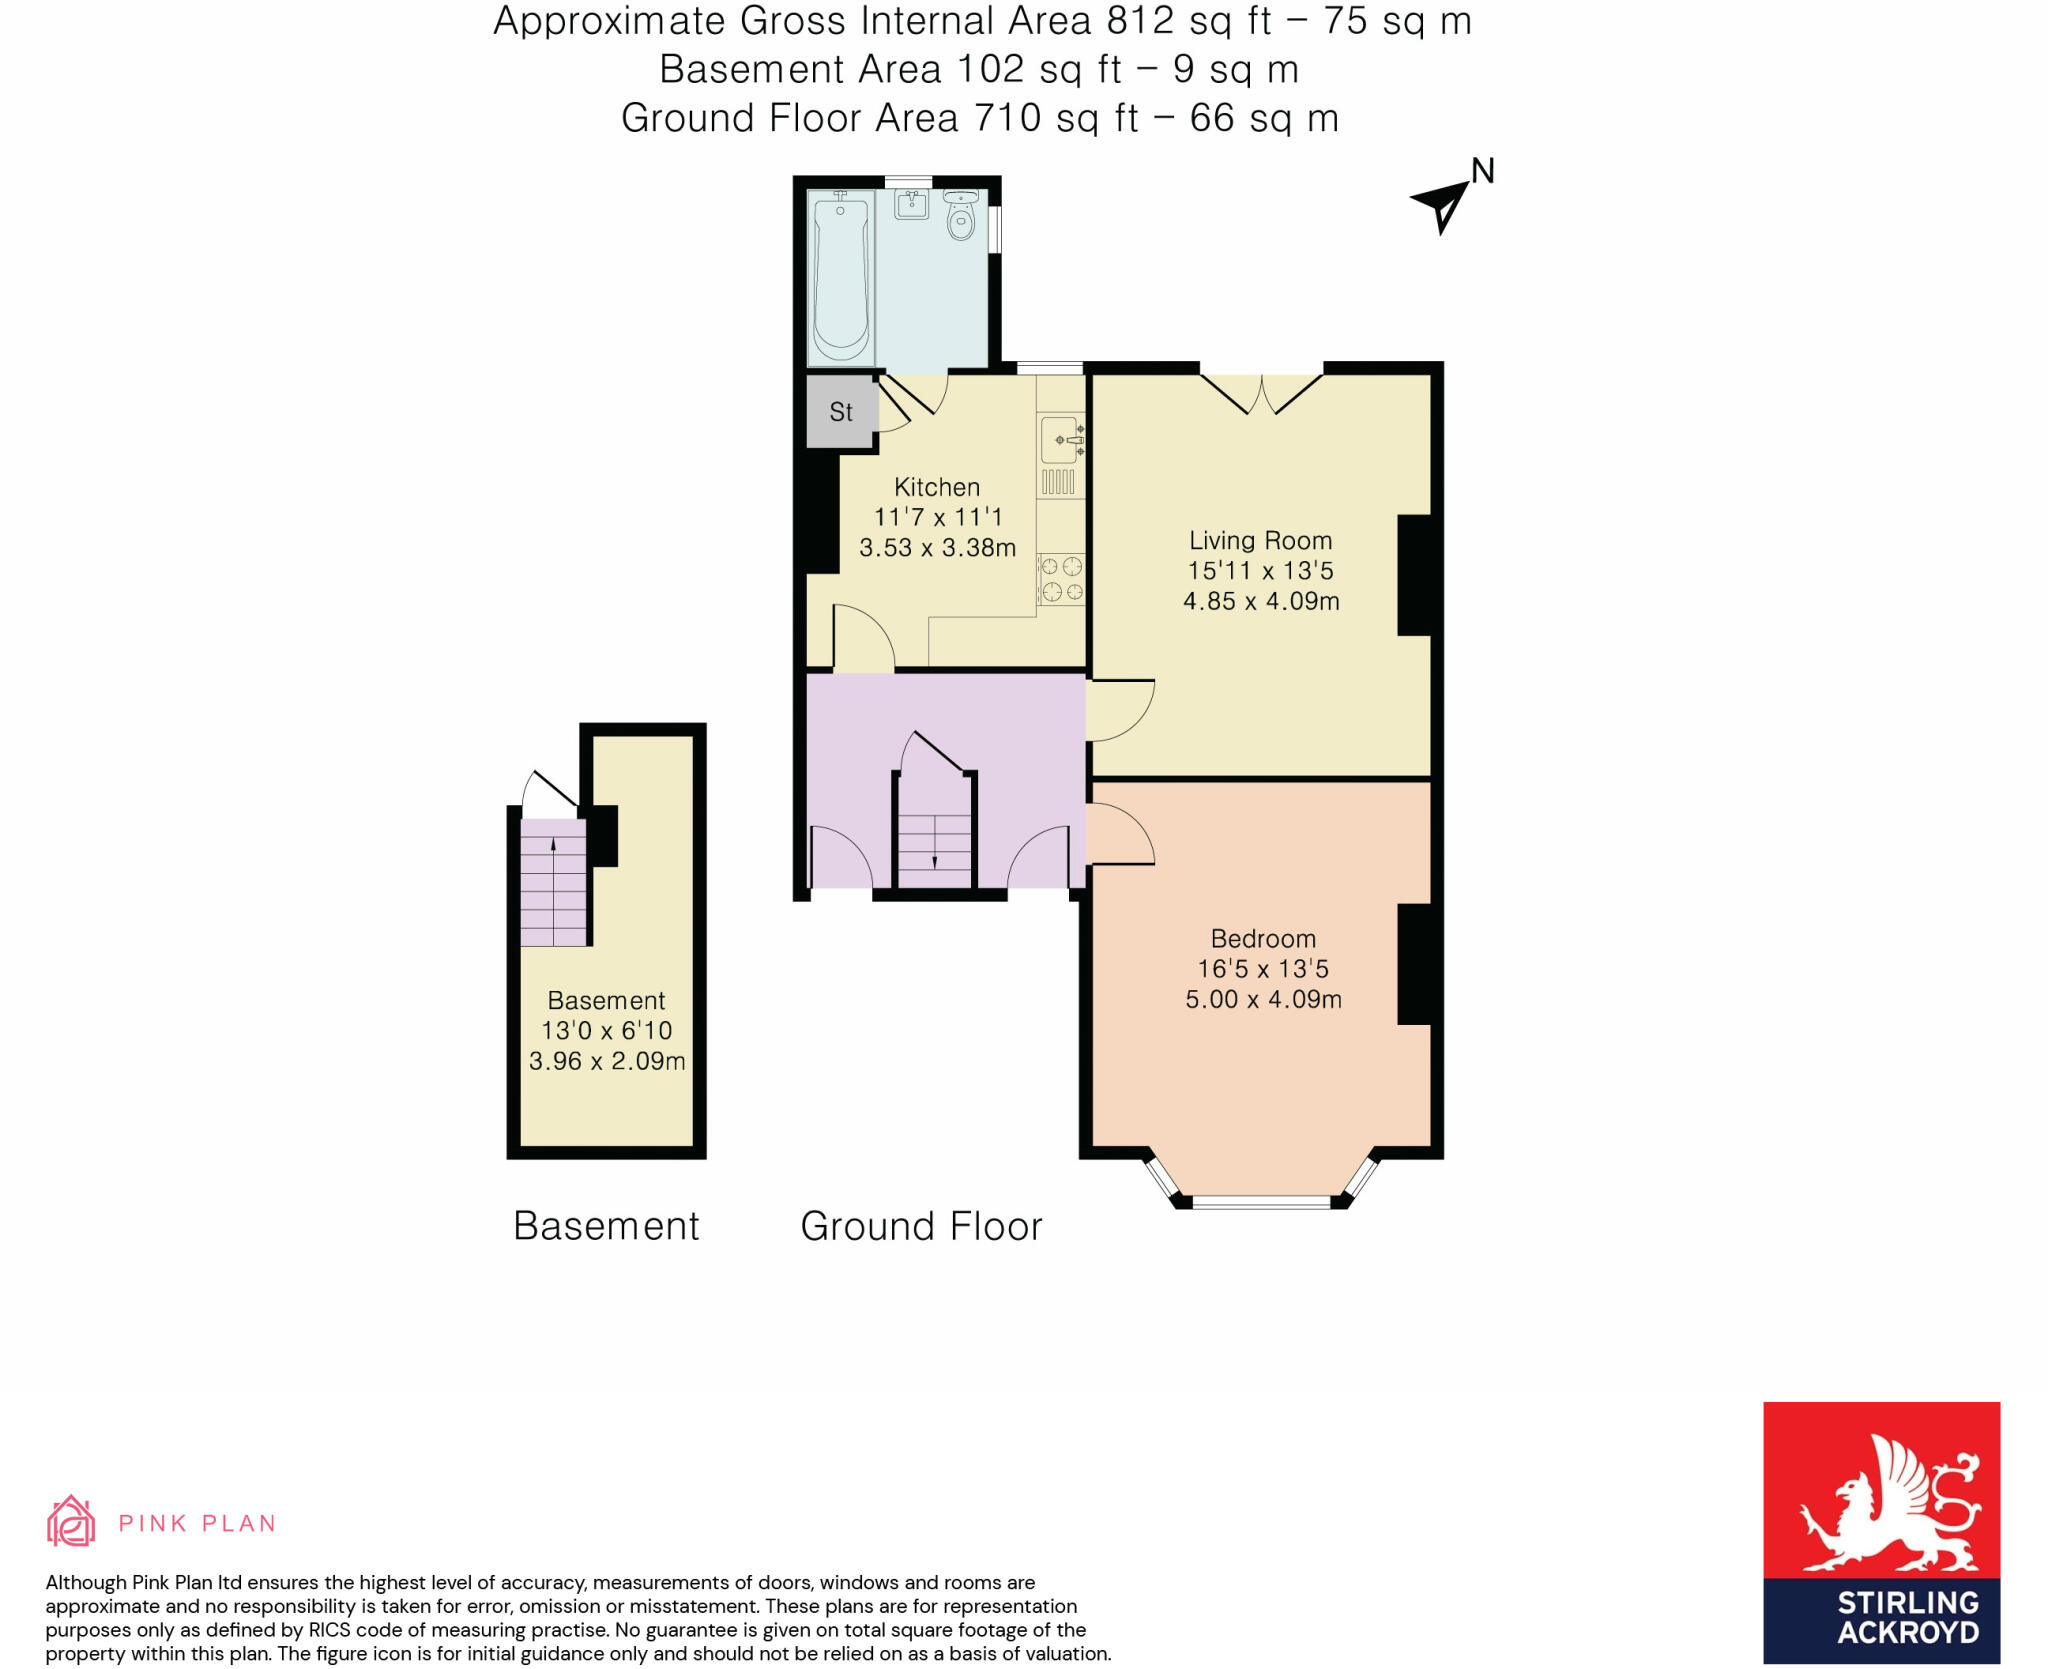 Approximate Gross Internal Area 812 sq ft – 75 sq m
Basement Area 102 sq ft – 9 sq m
Ground Floor Area 710 sq ft – 66 sq m
N
St
Kitchen
11'7 x 11'1
3.53 x 3.38m
Living Room
15'11 x 13'5
4.85 x 4.09m
Bedroom
16'5 x 13'5
5.00 x 4.09m
Basement
13'0 x 6'10
3.96 x 2.09m
Basement
Ground Floor
PINK PLAN
Although Pink Plan ltd ensures the highest level of accuracy, measurements of doors, windows and rooms are
approximate and no responsibility is taken for error, omission or misstatement. These plans are for representation
purposes only as defined by RICS code of measuring practise. No guarantee is given on total square footage of the
property within this plan. The figure icon is for initial guidance only and should not be relied on as a basis of valuation.
STIRLING
ACKROYD